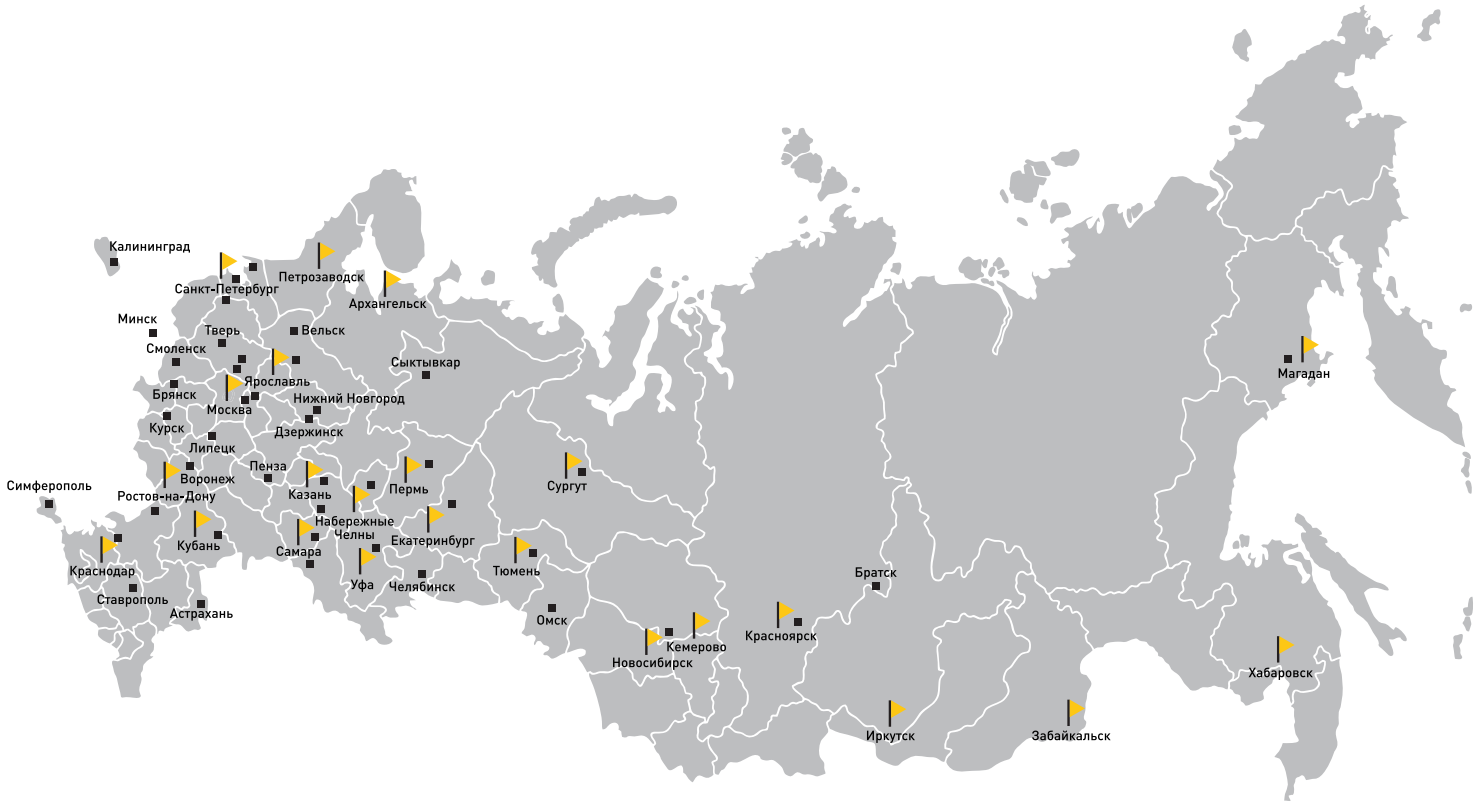 Калининград
Петрозаводск
Санкт-Петербург
Архангельск
Минск
Тверь
Вельск
Смоленск
Сыктывкар
Магадан
Ярославль
Брянск
Нижний Новгород
Москва
Курск
Дзержинск
Липецк
Пенза
Воронеж
Сургут
Пермь
Симферополь
Ростов-на-Дону
Казань
Набережные
Челны
Екатеринбург
Кубань
Самара
Краснодар
Тюмень
Братск
Уфа
Челябинск
Ставрополь
Астрахань
Омск
Красноярск
Кемерово
Новосибирск
Хабаровск
Иркутск
Забайкальск